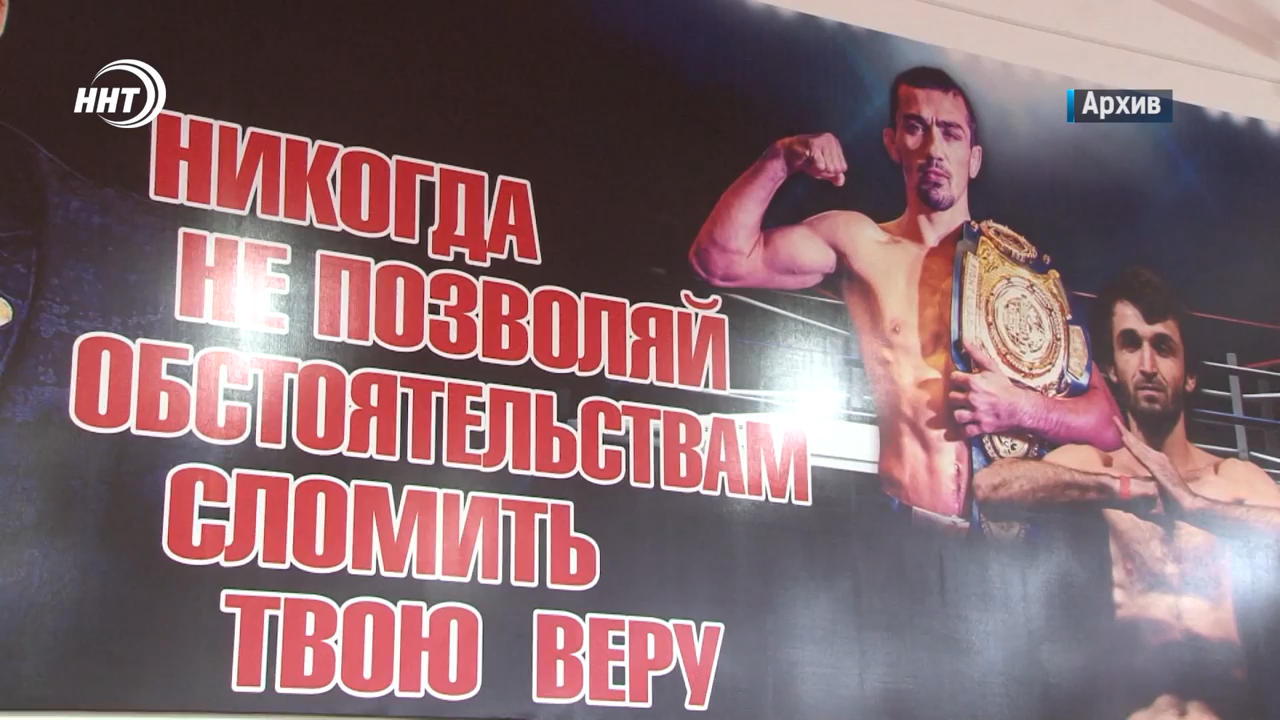 ННТ
Архив
НИКОГДА
НЕ ПОЗВОЛЯЙ
ОБСТОЯТЕЛЬСТВАМ
СЛОМИТЬ
ТВОЮ ВЕРУ